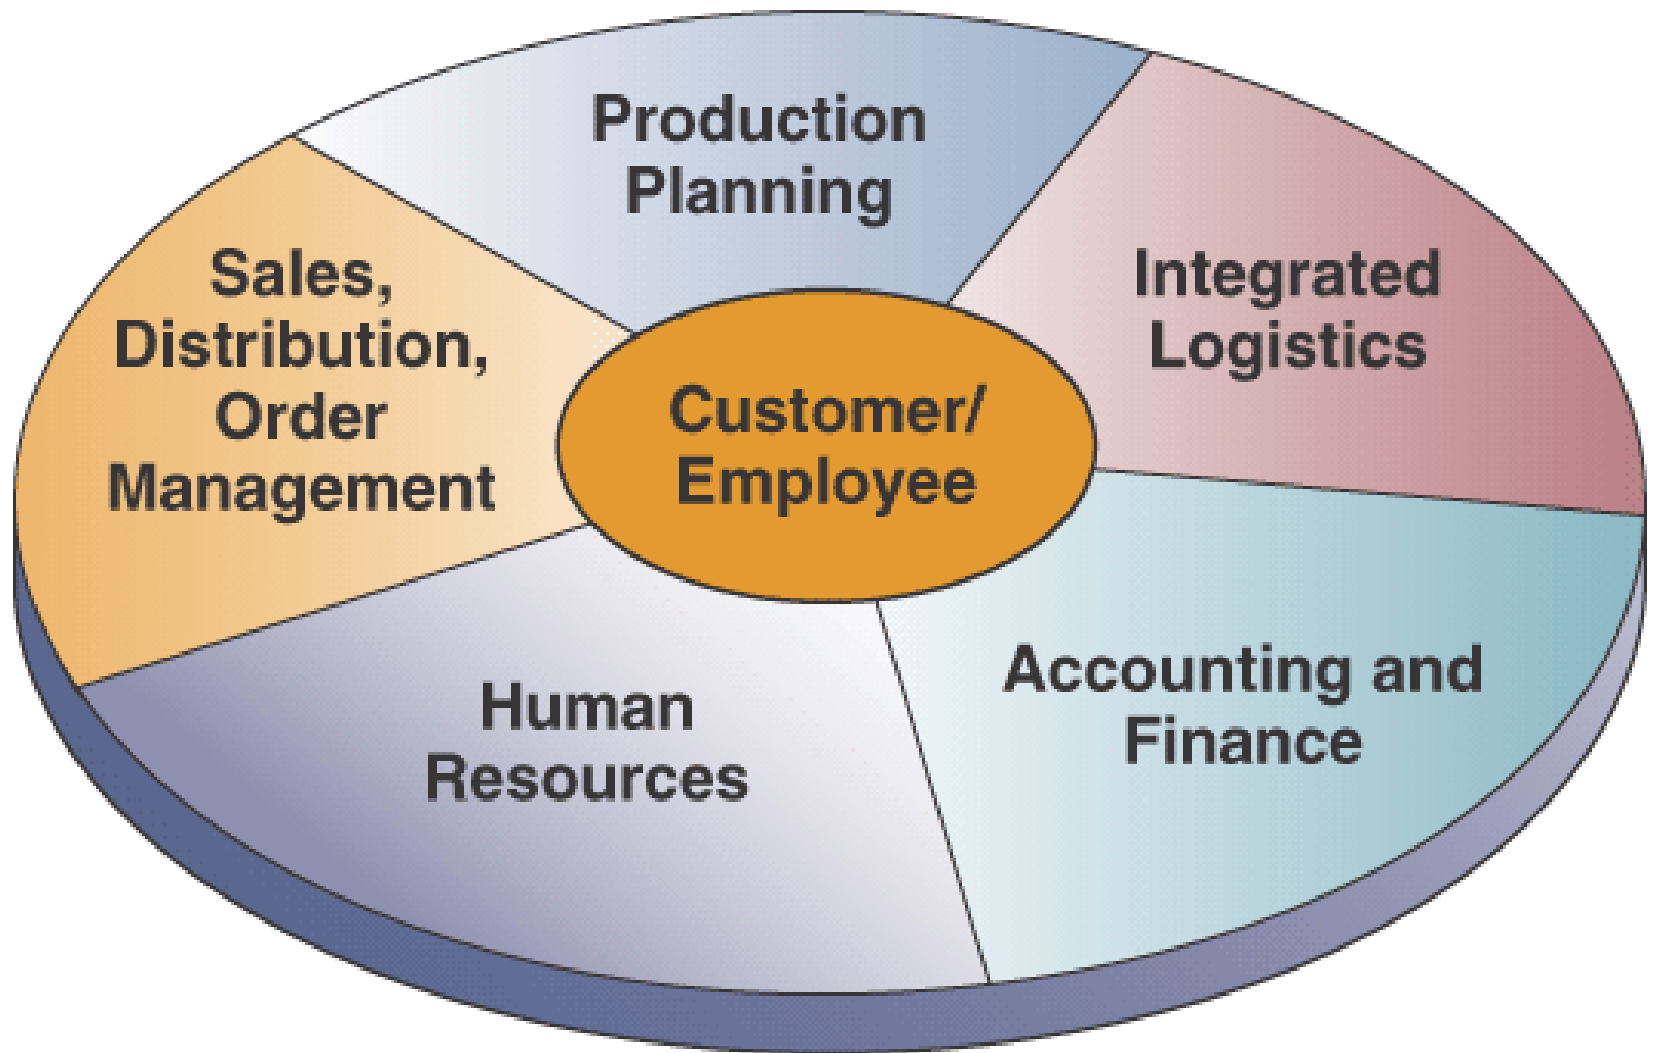 Production
Planning
Integrated
Logistics
Sales,
Distribution,
Order
Management
Customer/
Employee
Accounting and
Finance
Human
Resources